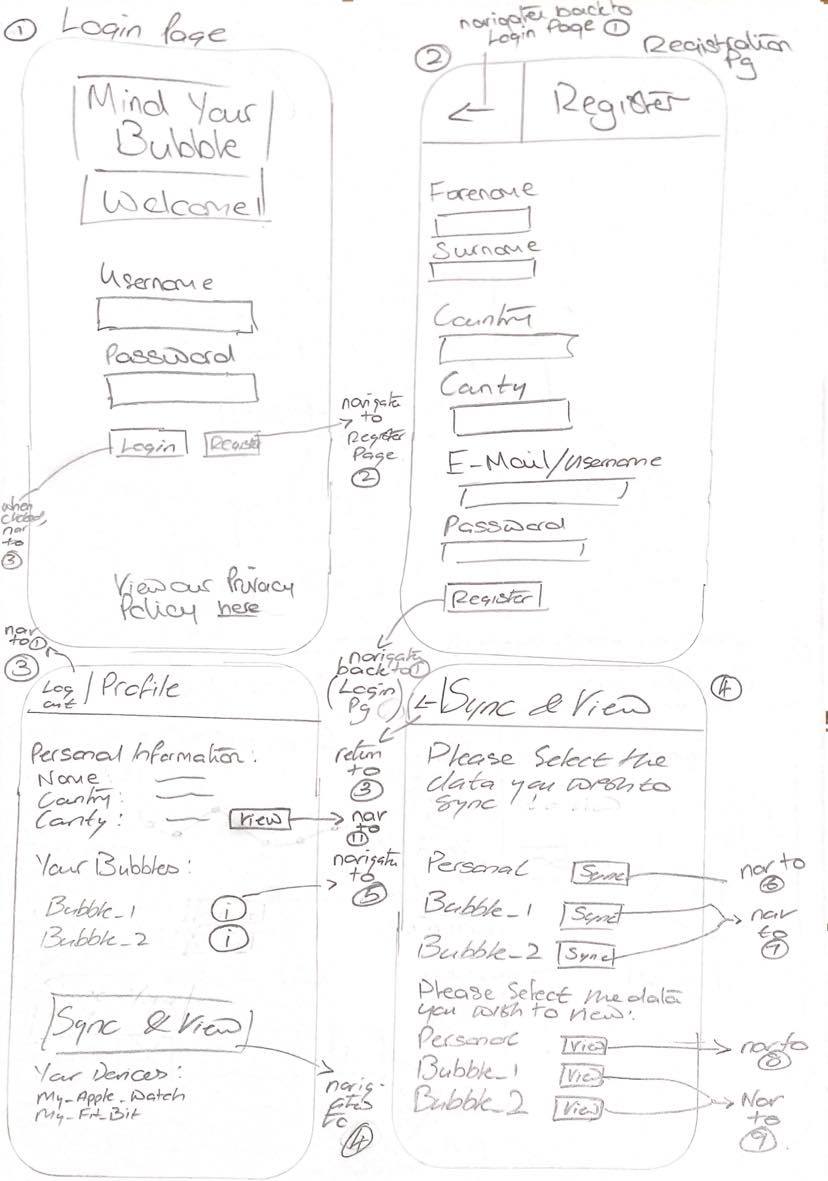 ① Login Page
Mind Your
Bubble
Welcome!
Username
Password
Login
Register
navigate
to
Register
Page
②
when
clicked,
nav
to
③
View our Privacy
Policy here
navigates back to
Login Page ①
②
Registration
Pg
←
Register
Forename
Surname
Country
County
E-Mail/Username
Password
Register
navigate
back to ①
(Login
Pg)
nav
to ①
③
Log
out
Profile
Personal Information:
Name
Country:
County:
View
nav
to
⑪
Your Bubbles:
Bubble_1 i
Bubble_2 i
navigate
to
⑤
Sync & View
navig-
ates
to
④
Your Devices:
My_Apple_Watch
My_Fit_Bit
④
← Sync & View
return
to
③
Please Select the
data you wish to
sync!
Personal Sync
nav to
⑥
Bubble_1 Sync
Bubble_2 Sync
nav
to
⑦
Please Select the data
you wish to view:
Personal View
nav to
⑧
Bubble_1 View
Bubble_2 View
Nav
to
⑨